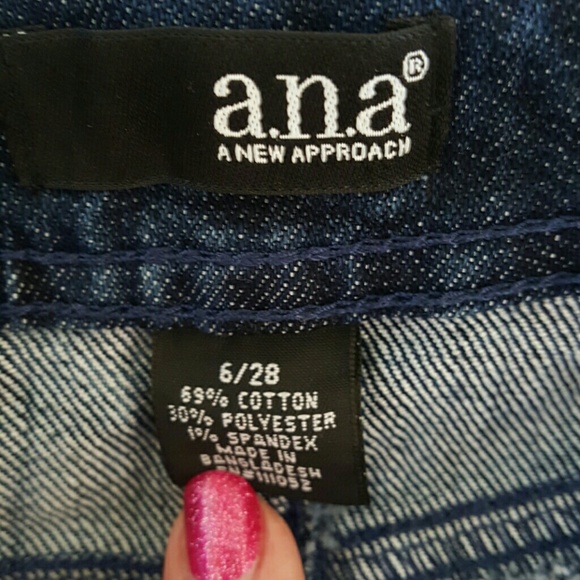 a.n.a®
A NEW APPROACH
6/28
69% COTTON
30% POLYESTER
1% SPANDEX
MADE IN
BANGLADESH